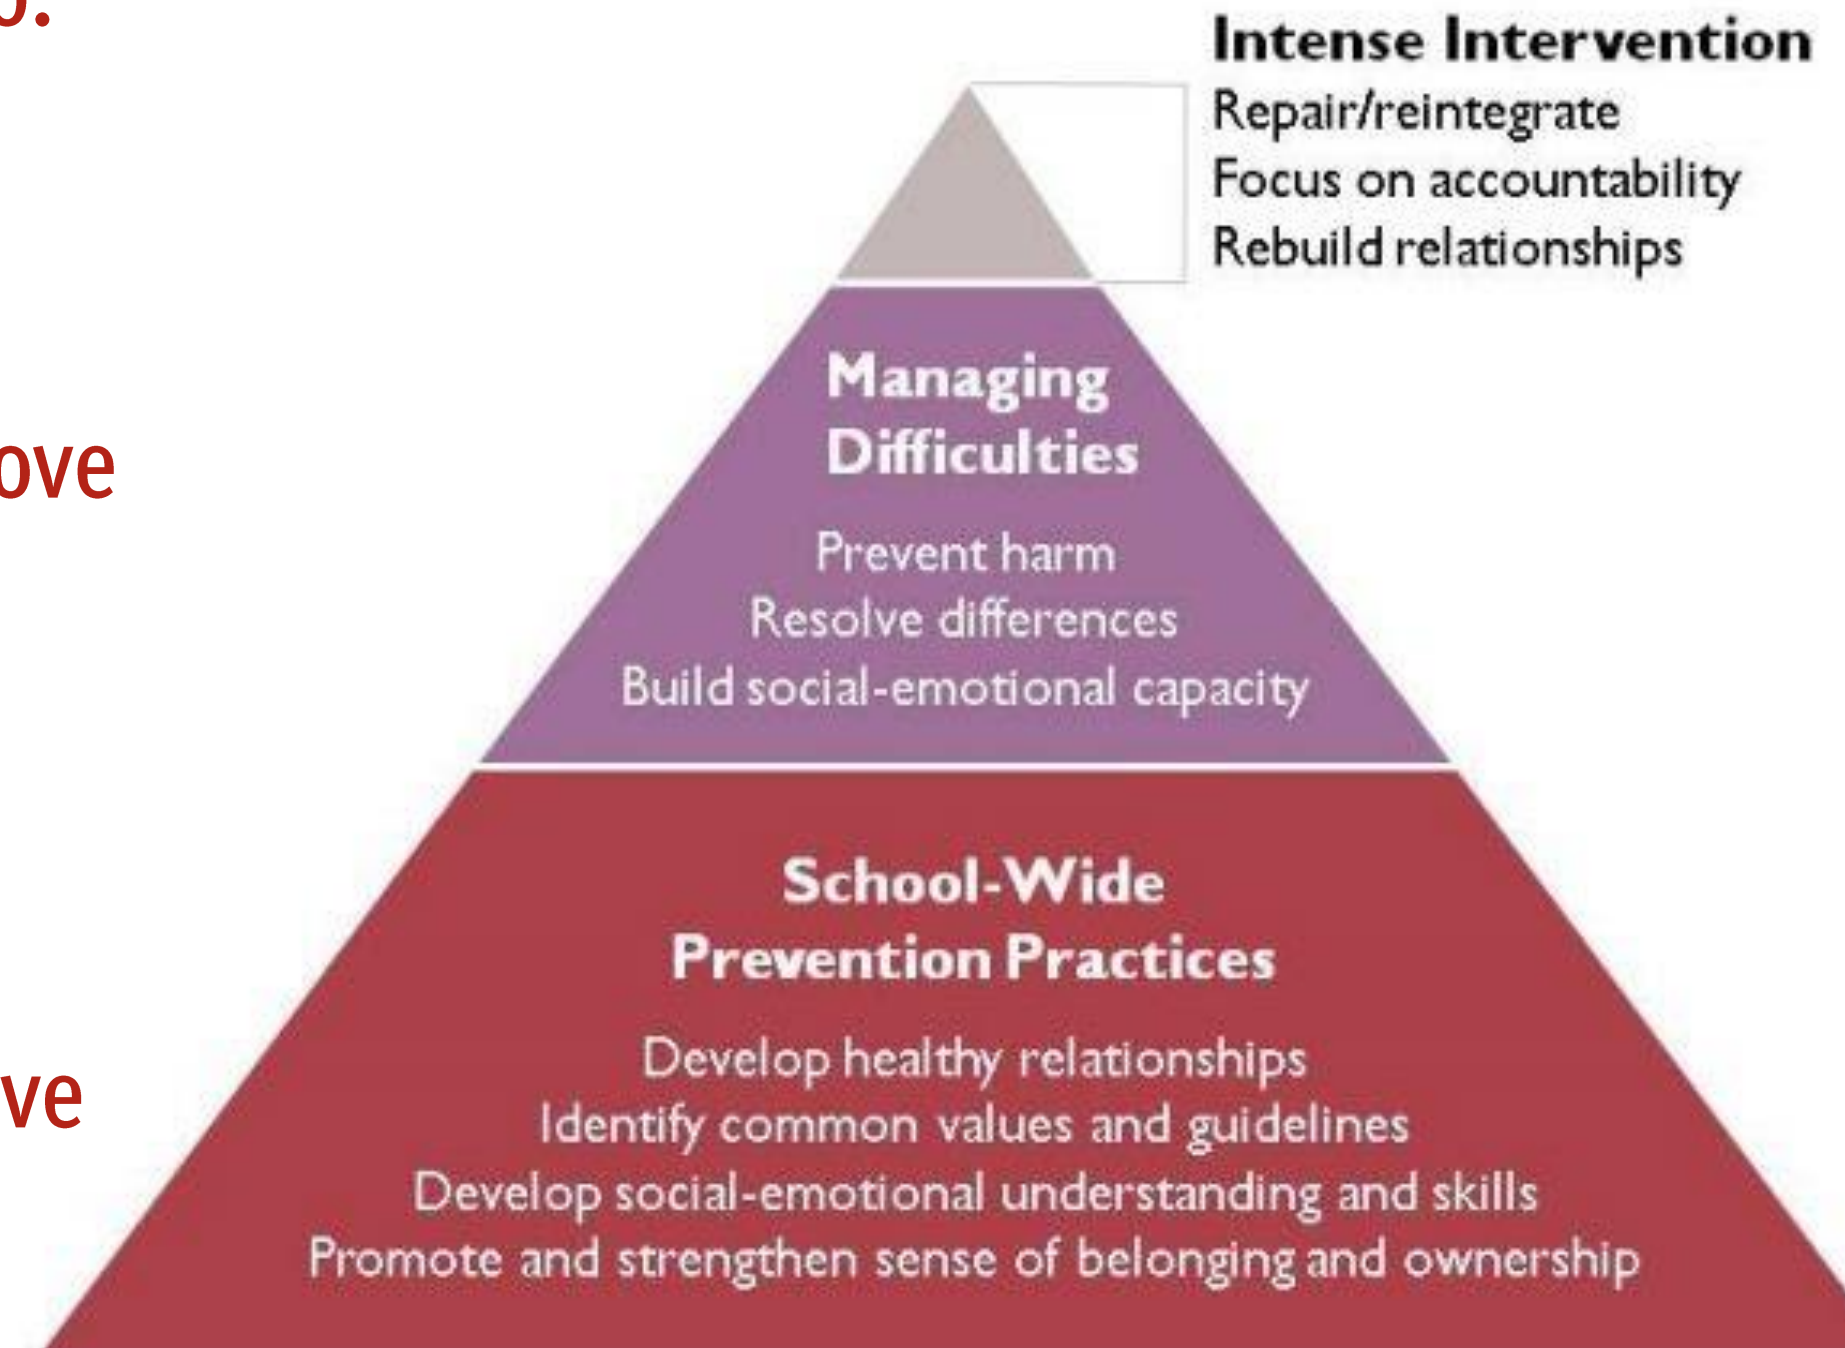 Intense Intervention
Repair/reintegrate
Focus on accountability
Rebuild relationships
Managing
Difficulties
Prevent harm
Resolve differences
Build social-emotional capacity
School-Wide
Prevention Practices
Develop healthy relationships
Identify common values and guidelines
Develop social-emotional understanding and skills
Promote and strengthen sense of belonging and ownership